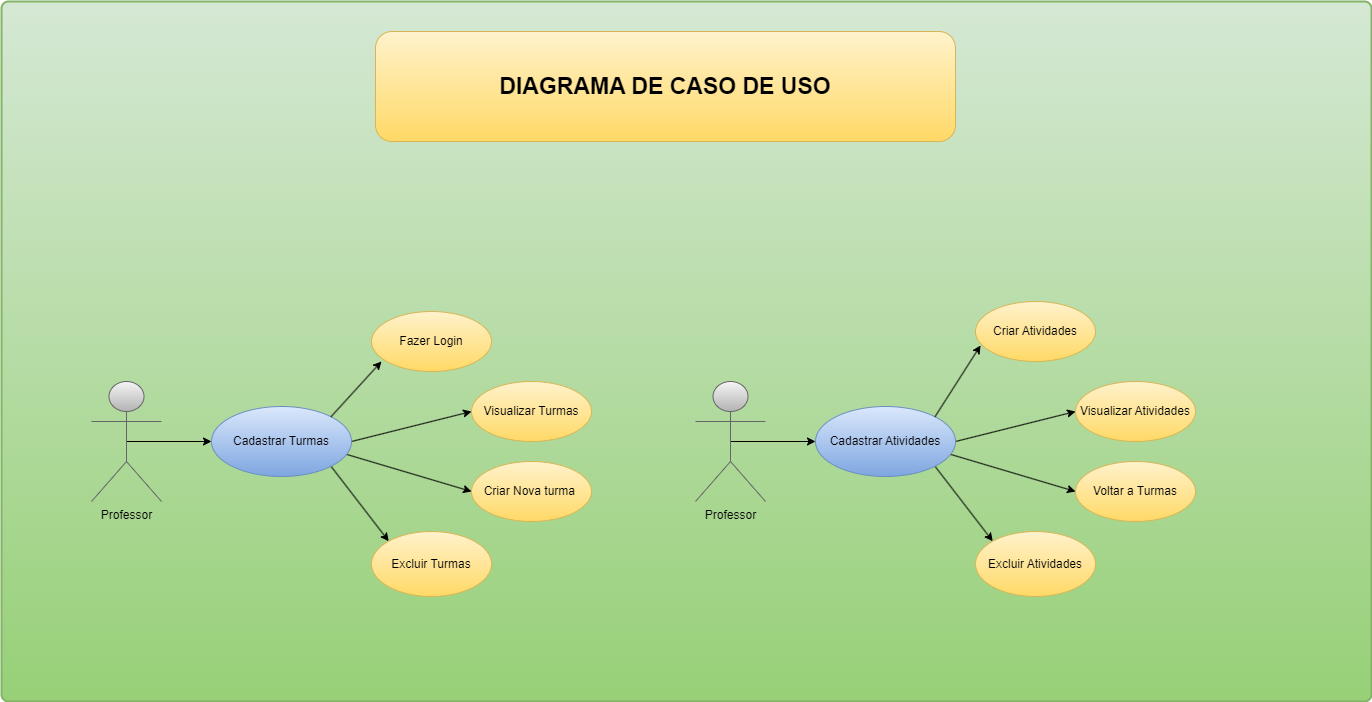 DIAGRAMA DE CASO DE USO
Fazer Login
Visualizar Turmas
Cadastrar Turmas
Criar Nova turma
Excluir Turmas
Professor
Criar Atividades
Visualizar Atividades
Cadastrar Atividades
Voltar a Turmas
Excluir Atividades
Professor